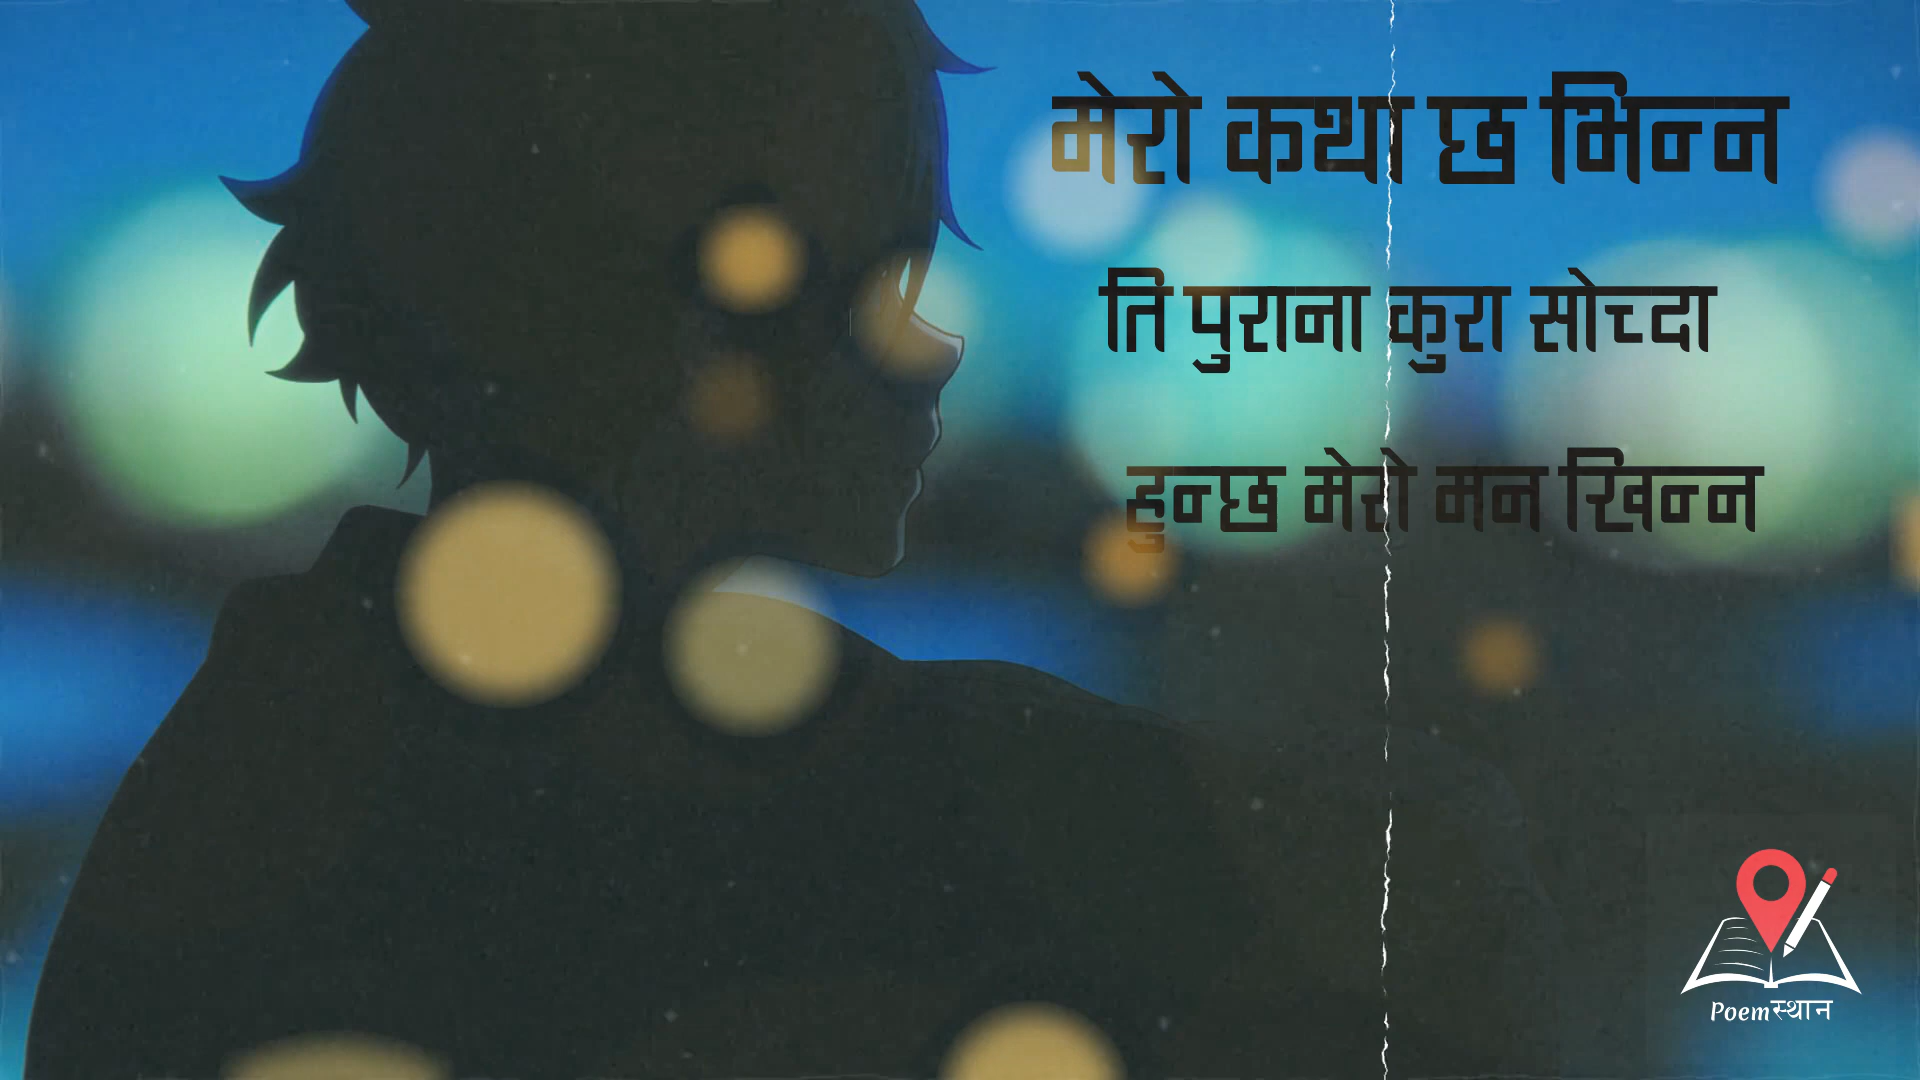 मेरो कथा छ भिन्न
ति पुराना कुरा सोच्दा
हुन्छ मेरो मन खिन्न
Poemस्थान